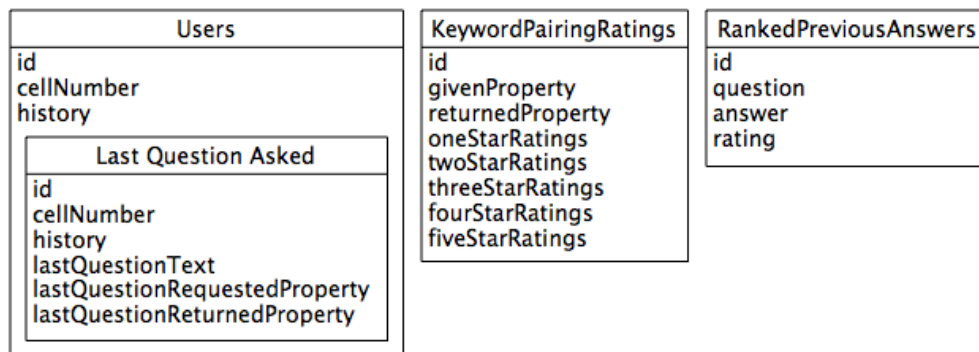 Users
id
cellNumber
history
Last Question Asked
id
cellNumber
history
lastQuestionText
lastQuestionRequestedProperty
lastQuestionReturnedProperty
KeywordPairingRatings
id
givenProperty
returnedProperty
oneStarRatings
twoStarRatings
threeStarRatings
fourStarRatings
fiveStarRatings
RankedPreviousAnswers
id
question
answer
rating